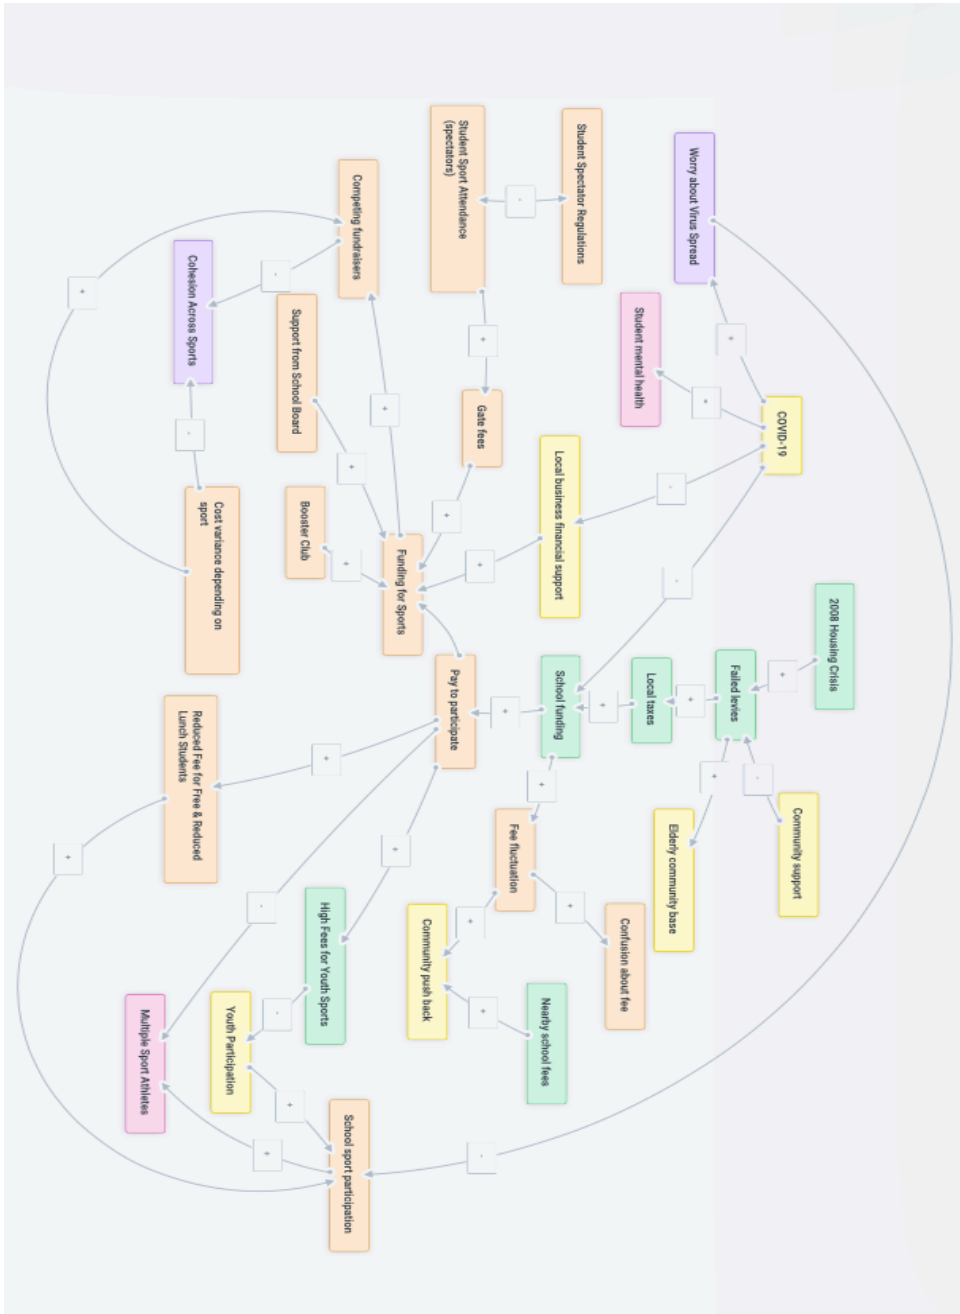 2008 Housing Crisis
COVID-19
Community support
Failed levies
Worry about Virus Spread
Local taxes
Elderly community base
Student mental health
Confusion about fee
Student Spectator Regulations
Local business financial support
School funding
Nearby school fees
Fee fluctuation
Student Sport Attendance
(spectators)
Gate fees
Pay to participate
Community push back
Funding for Sports
Competing fundraisers
School sport participation
Support from School Board
Booster Club
High Fees for Youth Sports
Youth Participation
Cost variance depending on
sport
Cohesion Across Sports
Reduced Fee for Free & Reduced
Lunch Students
Multiple Sport Athletes